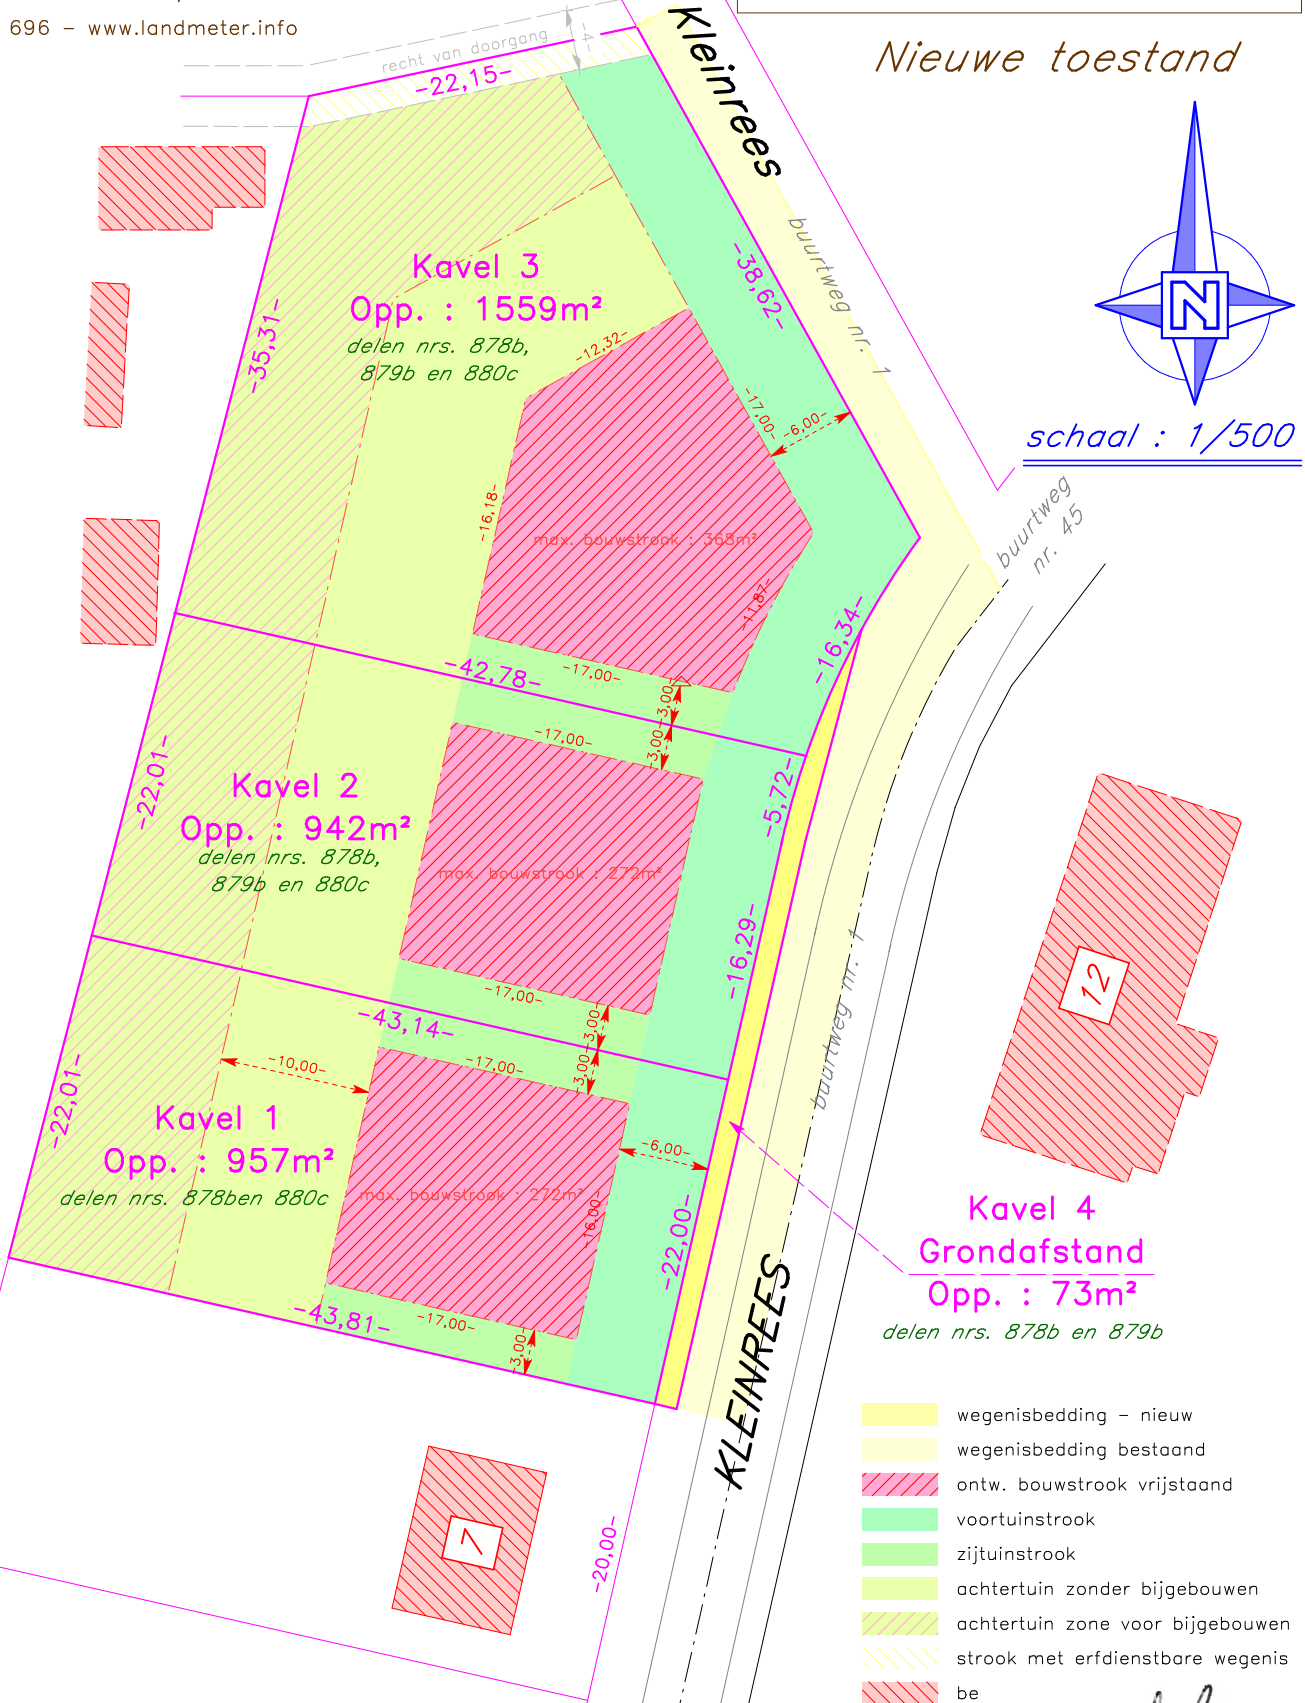 696 - www.landmeter.info
recht van doorgang
-4-
-22,15-
Kleinrees
Nieuwe toestand
N
schaal : 1/500
buurtweg nr. 1
-38,62-
Kavel 3
Opp. : 1559m²
delen nrs. 878b,
879b en 880c
-35,31-
-12,32-
-17,00-
-6,00-
-16,18-
max. bouwstrook : 368m²
-11,87-
buurtweg
nr. 45
-16,34-
-42,78-
-17,00-
-3,00-
-17,00-
-3,00-
-5,72-
-22,01-
Kavel 2
Opp. : 942m²
delen nrs. 878b,
879b en 880c
max. bouwstrook : 272m²
-16,29-
buurtweg nr. 1
12
-17,00-
-43,14-
-3,00-
-17,00-
-3,00-
-10,00-
-22,01-
Kavel 1
Opp. : 957m²
delen nrs. 878ben 880c
max. bouwstrook : 272m²
-16,00-
-6,00-
-22,00-
-17,00-
-43,81-
-3,00-
KLEINREES
Kavel 4
Grondafstand
Opp. : 73m²
delen nrs. 878b en 879b
7
-20,00-
wegenisbedding - nieuw
wegenisbedding bestaand
ontw. bouwstrook vrijstaand
voortuinstrook
zijtuinstrook
achtertuin zonder bijgebouwen
achtertuin zone voor bijgebouwen
strook met erfdienstbare wegenis
be